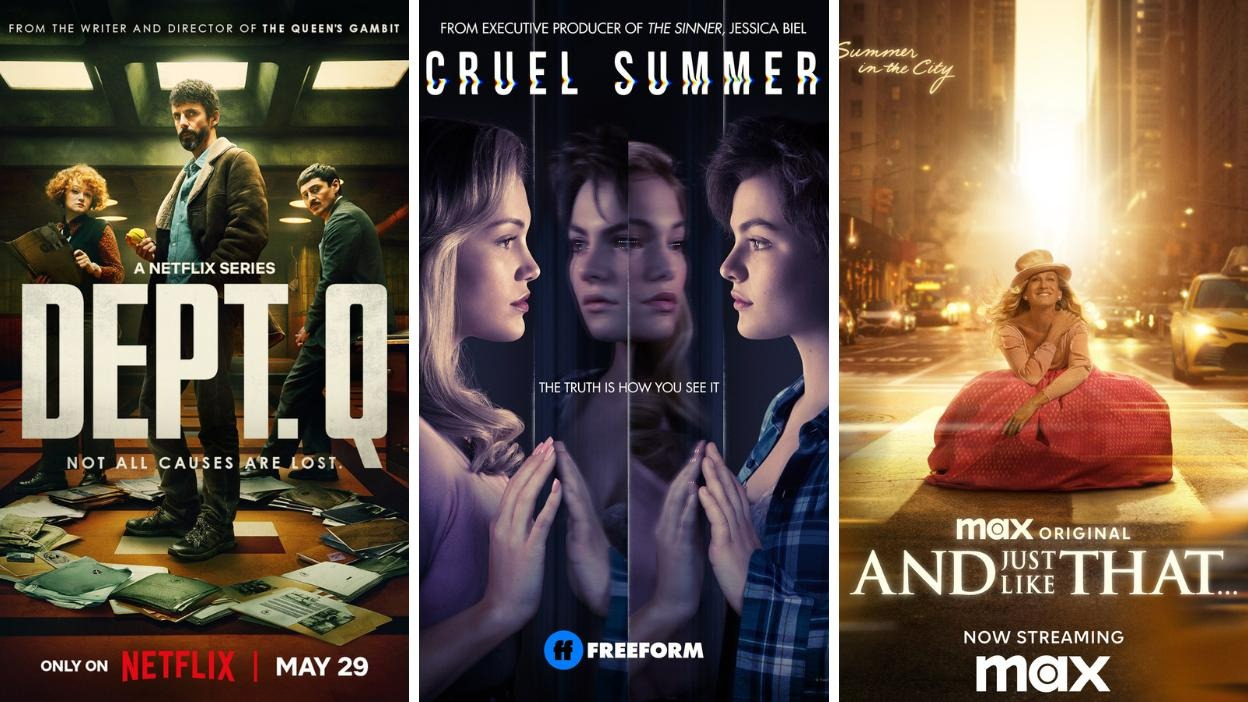 FROM THE WRITER AND DIRECTOR OF THE QUEEN'S GAMBIT
A NETFLIX SERIES
DEPT. Q
NOT ALL CAUSES ARE LOST.
ONLY ON NETFLIX | MAY 29
FROM EXECUTIVE PRODUCER OF THE SINNER, JESSICA BIEL
CRUEL SUMMER
THE TRUTH IS HOW YOU SEE IT
ff FREEFORM
Summer
in the City
max ORIGINAL
AND JUST LIKE THAT...
NOW STREAMING
max